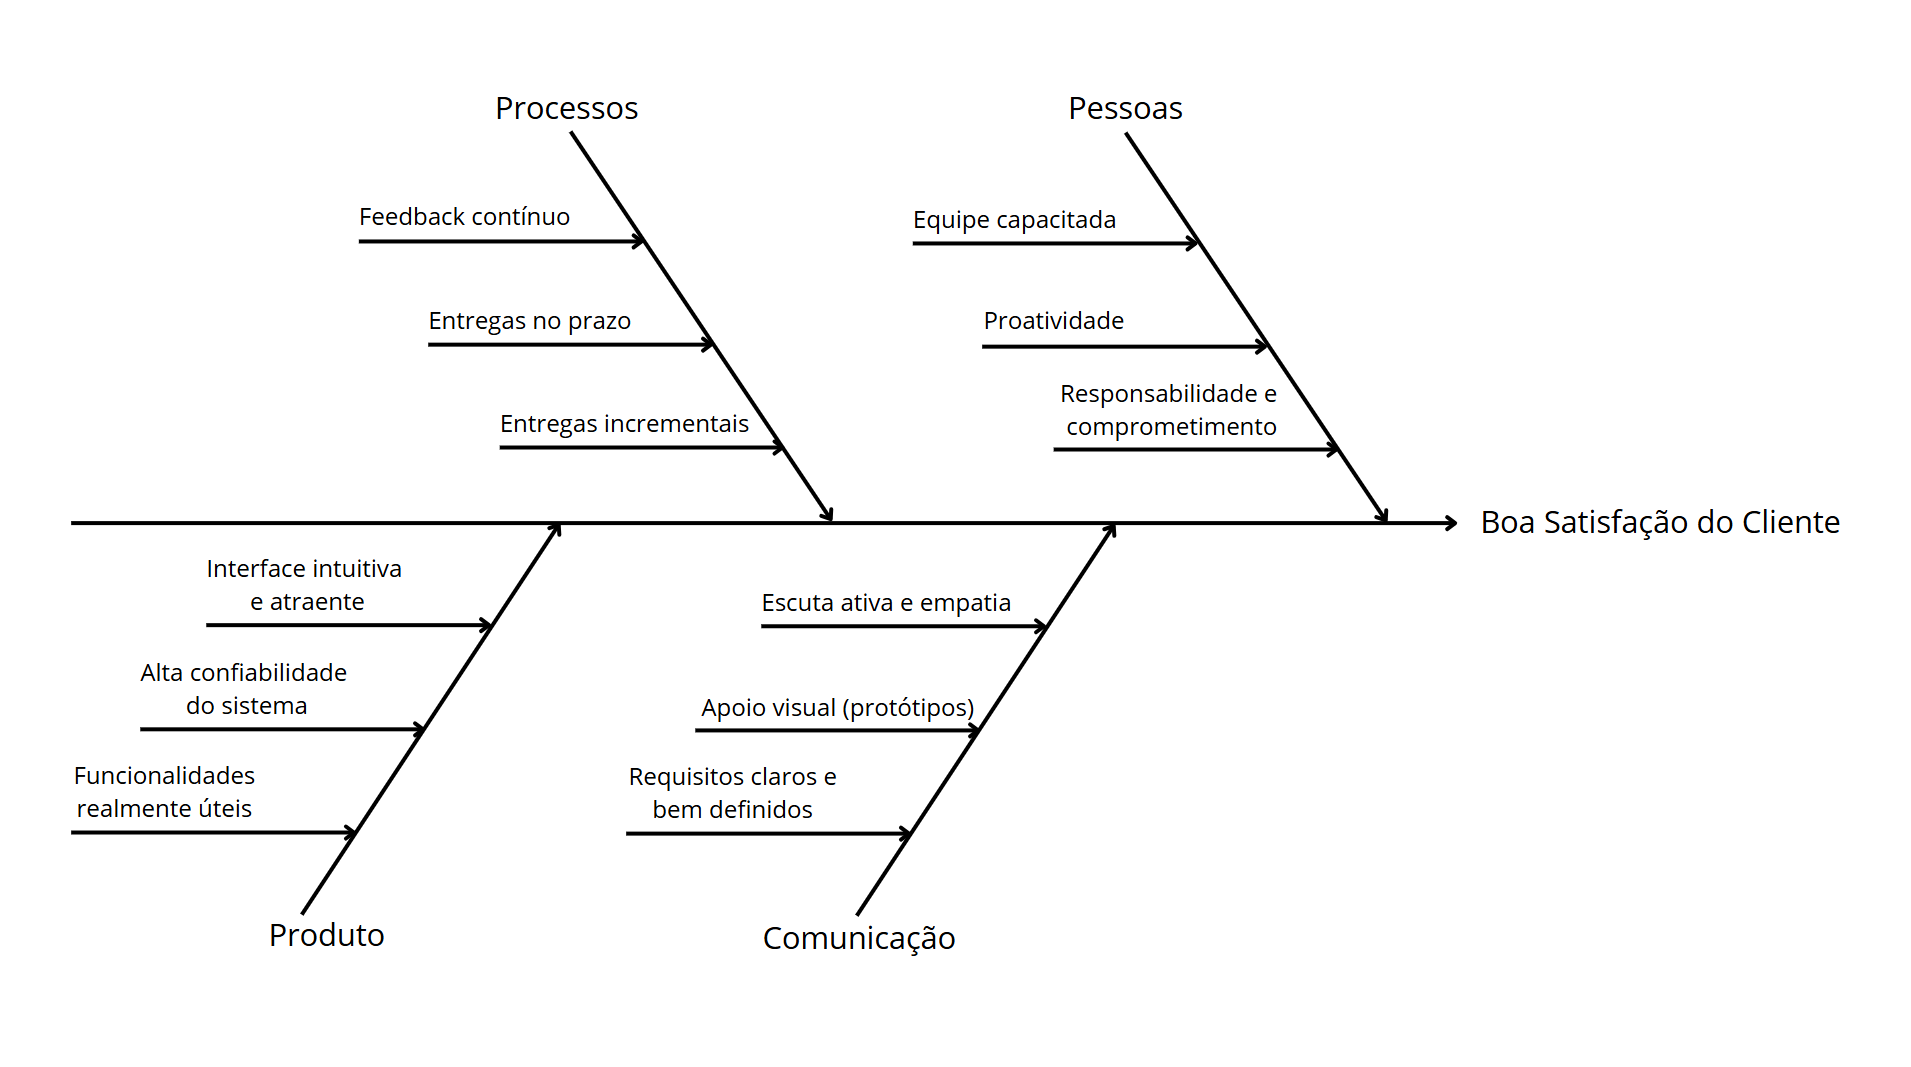 Processos
Pessoas
Feedback contínuo
Equipe capacitada
Entregas no prazo
Proatividade
Responsabilidade e
comprometimento
Entregas incrementais
Boa Satisfação do Cliente
Interface intuitiva
e atraente
Escuta ativa e empatia
Alta confiabilidade
do sistema
Apoio visual (protótipos)
Funcionalidades
realmente úteis
Requisitos claros e
bem definidos
Produto
Comunicação